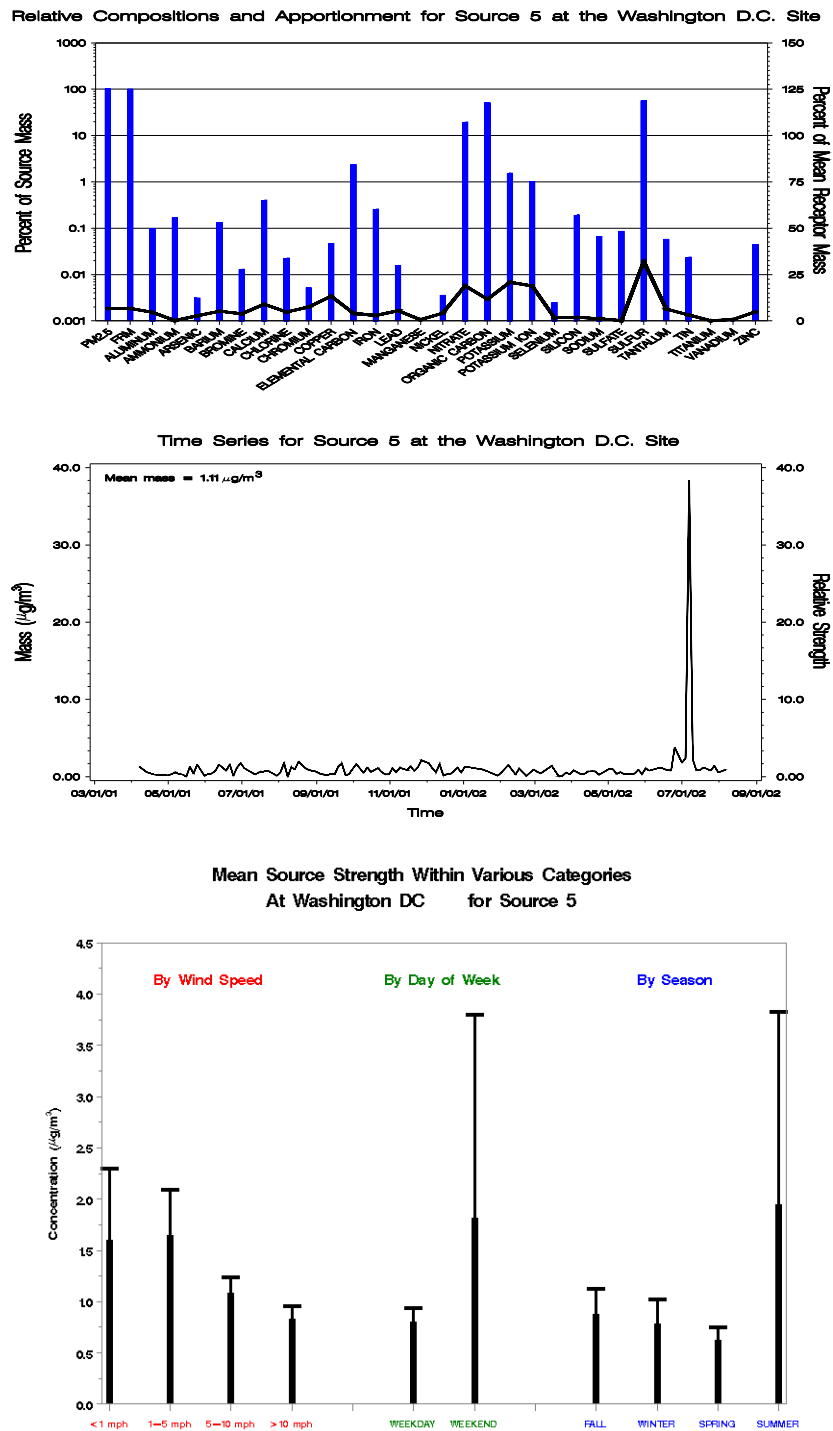 Relative Compositions and Apportionment for Source 5 at the Washington D.C. Site
1000
100
10
1
0.1
0.01
0.001
Percent of Source Mass
150
125
100
75
50
25
0
Percent of Mean Receptor Mass
PM2.5
FRM
ALUMINUM
AMMONIUM
ARSENIC
BARIUM
BROMINE
CALCIUM
CHLORINE
CHROMIUM
COPPER
ELEMENTAL CARBON
IRON
LEAD
MANGANESE
NICKEL
NITRATE
ORGANIC CARBON
POTASSIUM
POTASSIUM ION
SELENIUM
SILICON
SODIUM
SULFATE
SULFUR
TANTALUM
TIN
TITANIUM
VANADIUM
ZINC
Time Series for Source 5 at the Washington D.C. Site
Mean mass = 1.11 μg/m³
40.0
30.0
20.0
10.0
0.00
Mass (μg/m³)
40.0
30.0
20.0
10.0
0.00
Relative Strength
03/01/01 05/01/01 07/01/01 09/01/01 11/01/01 01/01/02 03/01/02 05/01/02 07/01/02 09/01/02
Time
Mean Source Strength Within Various Categories
At Washington DC for Source 5
By Wind Speed By Day of Week By Season
4.5
4.0
3.5
3.0
2.5
2.0
1.5
1.0
0.5
0.0
Concentration (μg/m³)
<1 mph 1–5 mph 5–10 mph >10 mph WEEKDAY WEEKEND FALL WINTER SPRING SUMMER